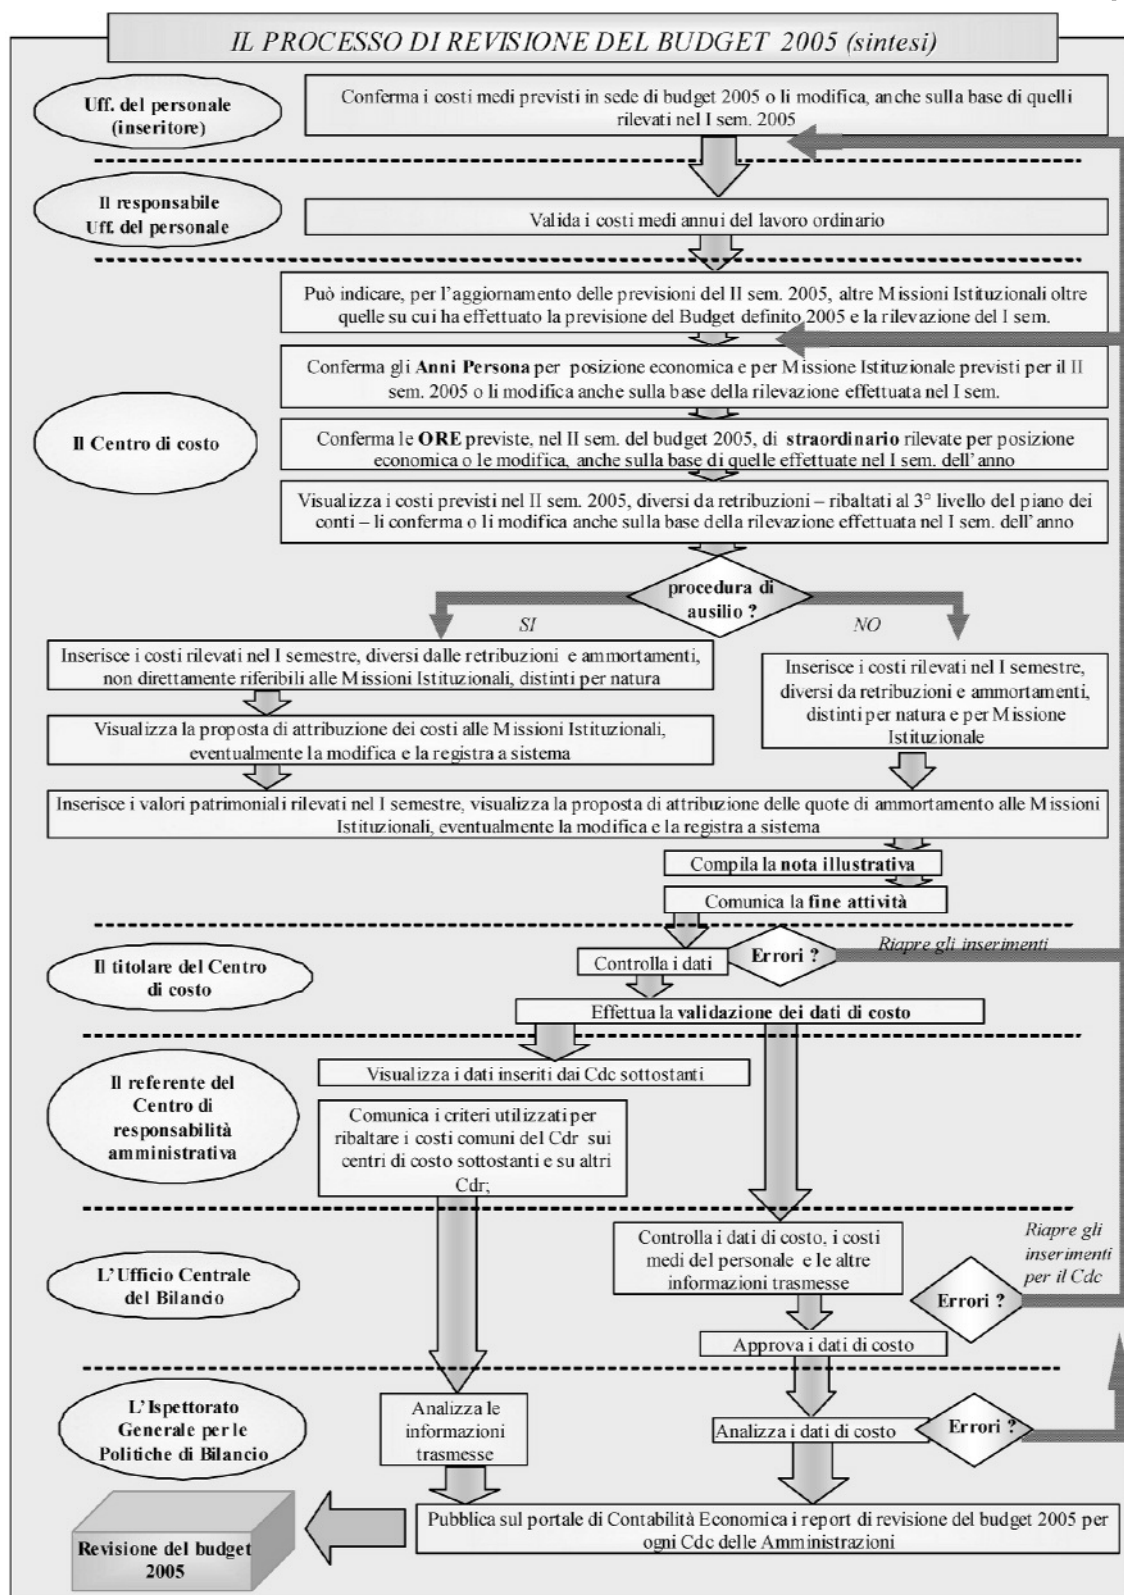 IL PROCESSO DI REVISIONE DEL BUDGET 2005 (sintesi)
Uff. del personale
(inseritore)
Conferma i costi medi previsti in sede di budget 2005 o li modifica, anche sulla base di quelli
rilevati nel I sem. 2005
Il responsabile
Uff. del personale
Valida i costi medi annui del lavoro ordinario
Può indicare, per l'aggiornamento delle previsioni del II sem. 2005, altre Missioni Istituzionali oltre
quelle su cui ha effettuato la previsione del Budget definito 2005 e la rilevazione del I sem.
Conferma gli Anni Persona per posizione economica e per Missione Istituzionale previsti per il II
sem. 2005 o li modifica anche sulla base della rilevazione effettuata nel I sem.
Il Centro di costo
Conferma le ORE previste, nel II sem. del budget 2005, di straordinario rilevate per posizione
economica o le modifica, anche sulla base di quelle effettuate nel I sem. dell'anno
Visualizza i costi previsti nel II sem. 2005, diversi da retribuzioni – ribaltati al 3° livello del piano dei
conti – li conferma o li modifica anche sulla base della rilevazione effettuata nel I sem. dell'anno
procedura di
ausilio ?
SI
NO
Inserisce i costi rilevati nel I semestre, diversi dalle retribuzioni e ammortamenti,
non direttamente riferibili alle Missioni Istituzionali, distinti per natura
Visualizza la proposta di attribuzione dei costi alle Missioni Istituzionali,
eventualmente la modifica e la registra a sistema
Inserisce i costi rilevati nel I semestre,
diversi da retribuzioni e ammortamenti,
distinti per natura e per Missione
Istituzionale
Inserisce i valori patrimoniali rilevati nel I semestre, visualizza la proposta di attribuzione delle quote di ammortamento alle Missioni
Istituzionali, eventualmente la modifica e la registra a sistema
Compila la nota illustrativa
Comunica la fine attività
Il titolare del Centro
di costo
Controlla i dati
Errori ?
Riapre gli inserimenti
Effettua la validazione dei dati di costo
Il referente del
Centro di
responsabilità
amministrativa
Visualizza i dati inseriti dai Cdc sottostanti
Comunica i criteri utilizzati per
ribaltare i costi comuni del Cdr sui
centri di costo sottostanti e su altri
Cdr;
L'Ufficio Centrale
del Bilancio
Controlla i dati di costo, i costi
medi del personale e le altre
informazioni trasmesse
Errori ?
Riapre gli
inserimenti
per il Cdc
Approva i dati di costo
L'Ispettorato
Generale per le
Politiche di Bilancio
Analizza le
informazioni
trasmesse
Analizza i dati di costo
Errori ?
Pubblica sul portale di Contabilità Economica i report di revisione del budget 2005 per
ogni Cdc delle Amministrazioni
Revisione del budget
2005